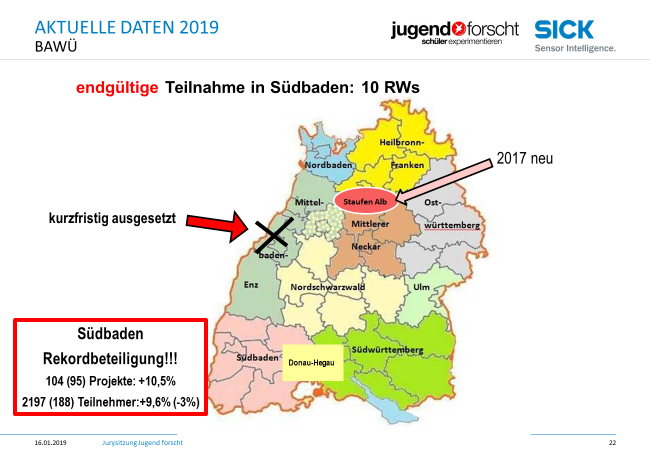 AKTUELLE DATEN 2019
BAWÜ
jugend forscht
schüler experimentieren
SICK
Sensor Intelligence.
endgültige Teilnahme in Südbaden: 10 RWs
2017 neu
Heilbronn-
Franken
Nordbaden
Mittel-
Staufen Alb
Ost-
württemberg
Mittlerer
Neckar
kurzfristig ausgesetzt
baden-
Enz
Nordschwarzwald
Ulm
Südbaden
Donau-Hegau
Südwürttemberg
Südbaden
Rekordbeteiligung!!!
104 (95) Projekte: +10,5%
2197 (188) Teilnehmer:+9,6% (-3%)
16.01.2019
Jurysitzung Jugend forscht
22